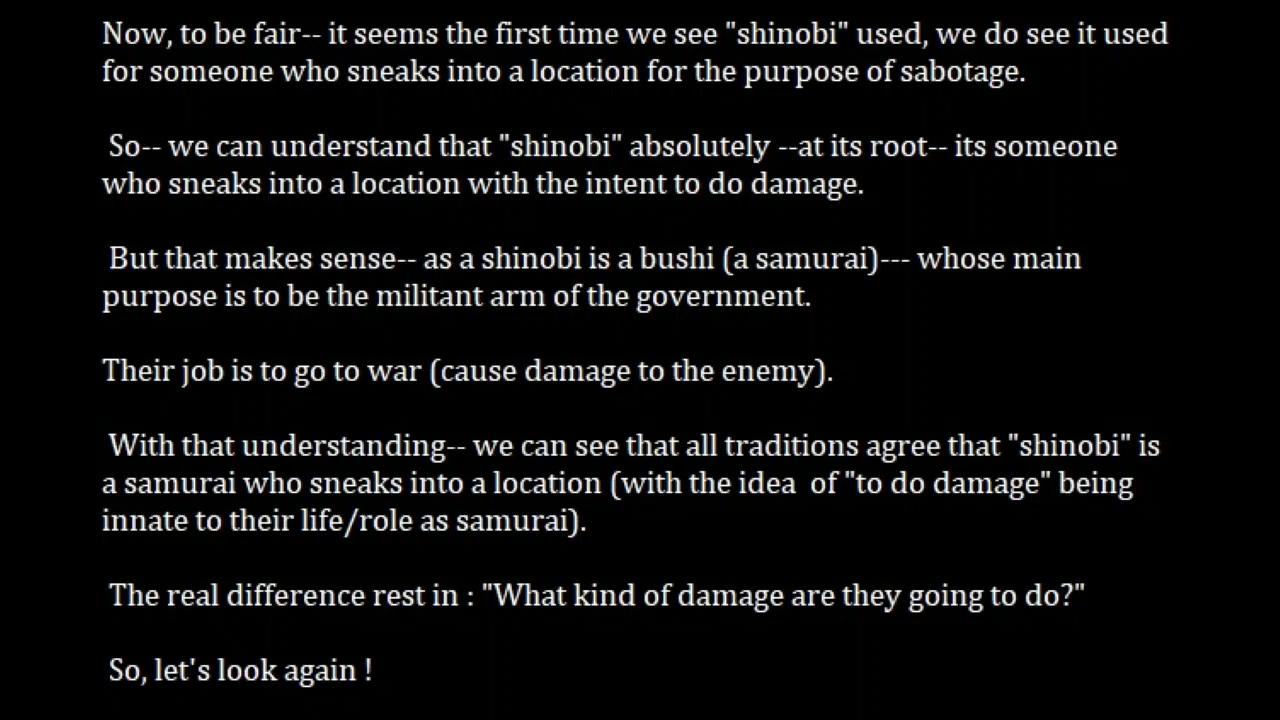 Now, to be fair-- it seems the first time we see "shinobi" used, we do see it used
for someone who sneaks into a location for the purpose of sabotage.
So-- we can understand that "shinobi" absolutely --at its root-- its someone
who sneaks into a location with the intent to do damage.
But that makes sense-- as a shinobi is a bushi (a samurai)--- whose main
purpose is to be the militant arm of the government.
Their job is to go to war (cause damage to the enemy).
With that understanding-- we can see that all traditions agree that "shinobi" is
a samurai who sneaks into a location (with the idea  of "to do damage" being
innate to their life/role as samurai).
The real difference rest in : "What kind of damage are they going to do?"
So, let's look again !